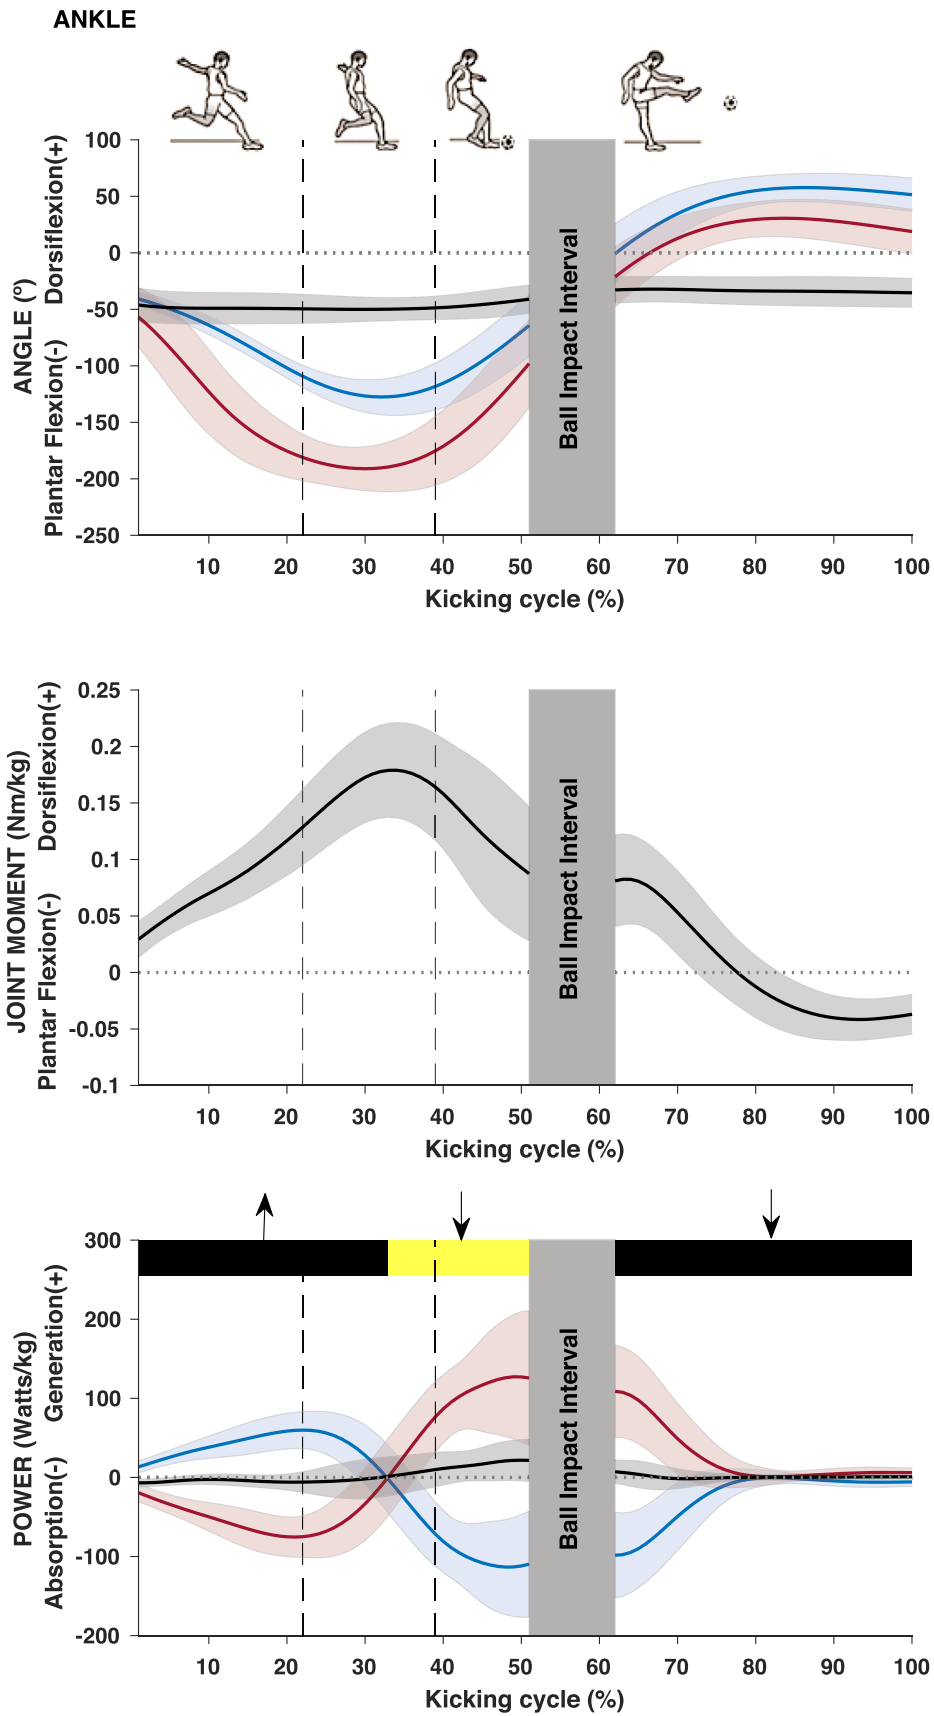 ANKLE
ANGLE (º)
Plantar Flexion(-) Dorsiflexion(+)
100
50
0
-50
-100
-150
-200
-250
Ball Impact Interval
10 20 30 40 50 60 70 80 90 100
Kicking cycle (%)
JOINT MOMENT (Nm/kg)
Plantar Flexion(-) Dorsiflexion(+)
0.25
0.2
0.15
0.1
0.05
0
-0.05
-0.1
Ball Impact Interval
10 20 30 40 50 60 70 80 90 100
Kicking cycle (%)
POWER (Watts/kg)
Absorption(-) Generation(+)
300
200
100
0
-100
-200
Ball Impact Interval
10 20 30 40 50 60 70 80 90 100
Kicking cycle (%)